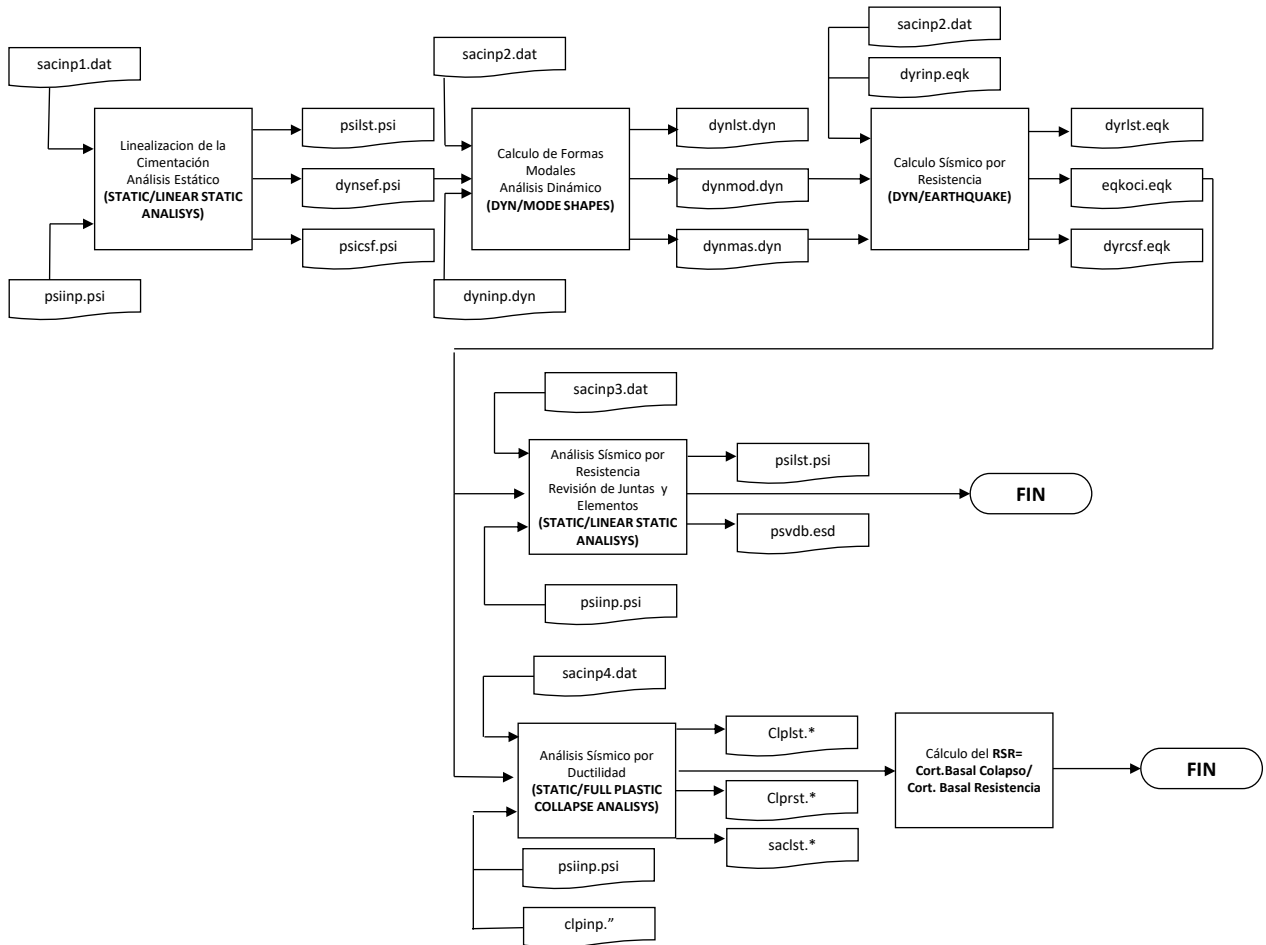 sacinp1.dat
psiinp.psi
Linealizacion de la
Cimentación
Análisis Estático
(STATIC/LINEAR STATIC
ANALISYS)
psilst.psi
dynsef.psi
psicsf.psi
sacinp2.dat
dyninp.dyn
Calculo de Formas
Modales
Análisis Dinámico
(DYN/MODE SHAPES)
dynlst.dyn
dynmod.dyn
dynmas.dyn
sacinp2.dat
dyrinp.eqk
Calculo Sísmico por
Resistencia
(DYN/EARTHQUAKE)
dyrlst.eqk
eqkoci.eqk
dyrcsf.eqk
sacinp3.dat
Análisis Sísmico por
Resistencia
Revisión de Juntas y
Elementos
(STATIC/LINEAR STATIC
ANALISYS)
psiinp.psi
psilst.psi
psvdb.esd
FIN
sacinp4.dat
Análisis Sísmico por
Ductilidad
(STATIC/FULL PLASTIC
COLLAPSE ANALISYS)
psiinp.psi
clpinp.”
Clplst.*
Clprst.*
saclst.*
Cálculo del RSR=
Cort.Basal Colapso/
Cort. Basal Resistencia
FIN